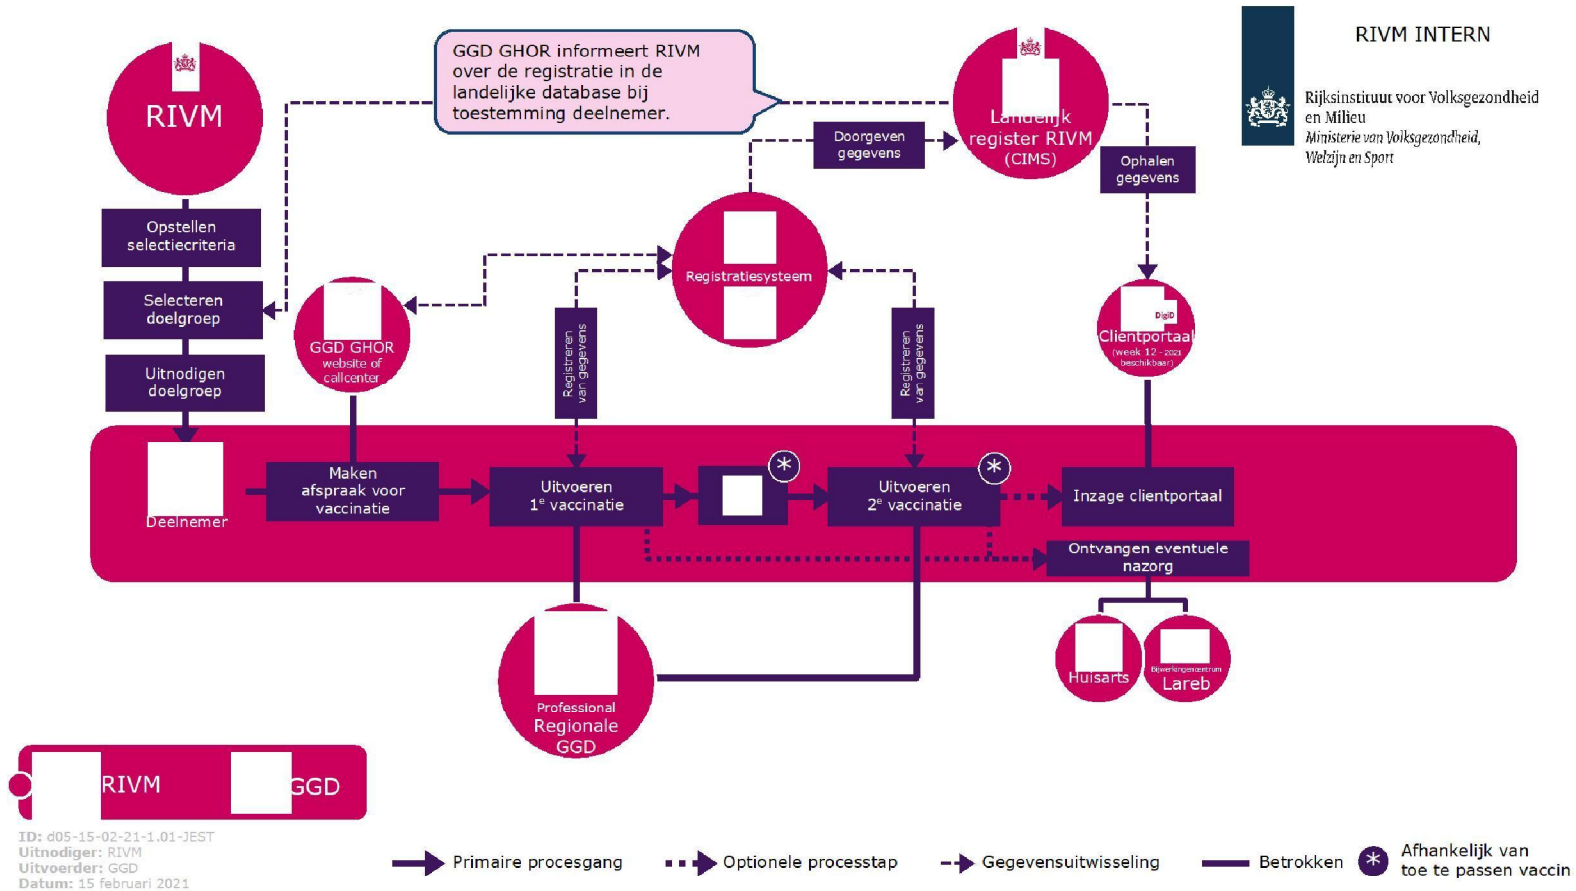 RIVM INTERN
Rijksinstituut voor Volksgezondheid
en Milieu
Ministerie van Volksgezondheid,
Welzijn en Sport
GGD GHOR informeert RIVM
over de registratie in de
landelijke database bij
toestemming deelnemer.
RIVM
Opstellen
selectiecriteria
Selecteren
doelgroep
Uitnodigen
doelgroep
GGD GHOR
website of
callcenter
Registratiesysteem
Doorgeven
gegevens
Landelijk
register RIVM
(CIMS)
Ophalen
gegevens
DigiD
Clientportaal
(week 12 - 2021
beschikbaar)
Registreren
van gegevens
Registreren
van gegevens
Deelnemer
Maken
afspraak voor
vaccinatie
Uitvoeren
1e vaccinatie
*
Uitvoeren
2e vaccinatie
*
Inzage clientportaal
Ontvangen eventuele
nazorg
Professional
Regionale
GGD
Huisarts
Bijwerkingencentrum
Lareb
RIVM
GGD
ID: d05-15-02-21-1.01-JEST
Uitnodiger: RIVM
Uitvoerder: GGD
Datum: 15 februari 2021
Primaire procesgang
Optionele processtap
Gegevensuitwisseling
Betrokken
*
Afhankelijk van
toe te passen vaccin